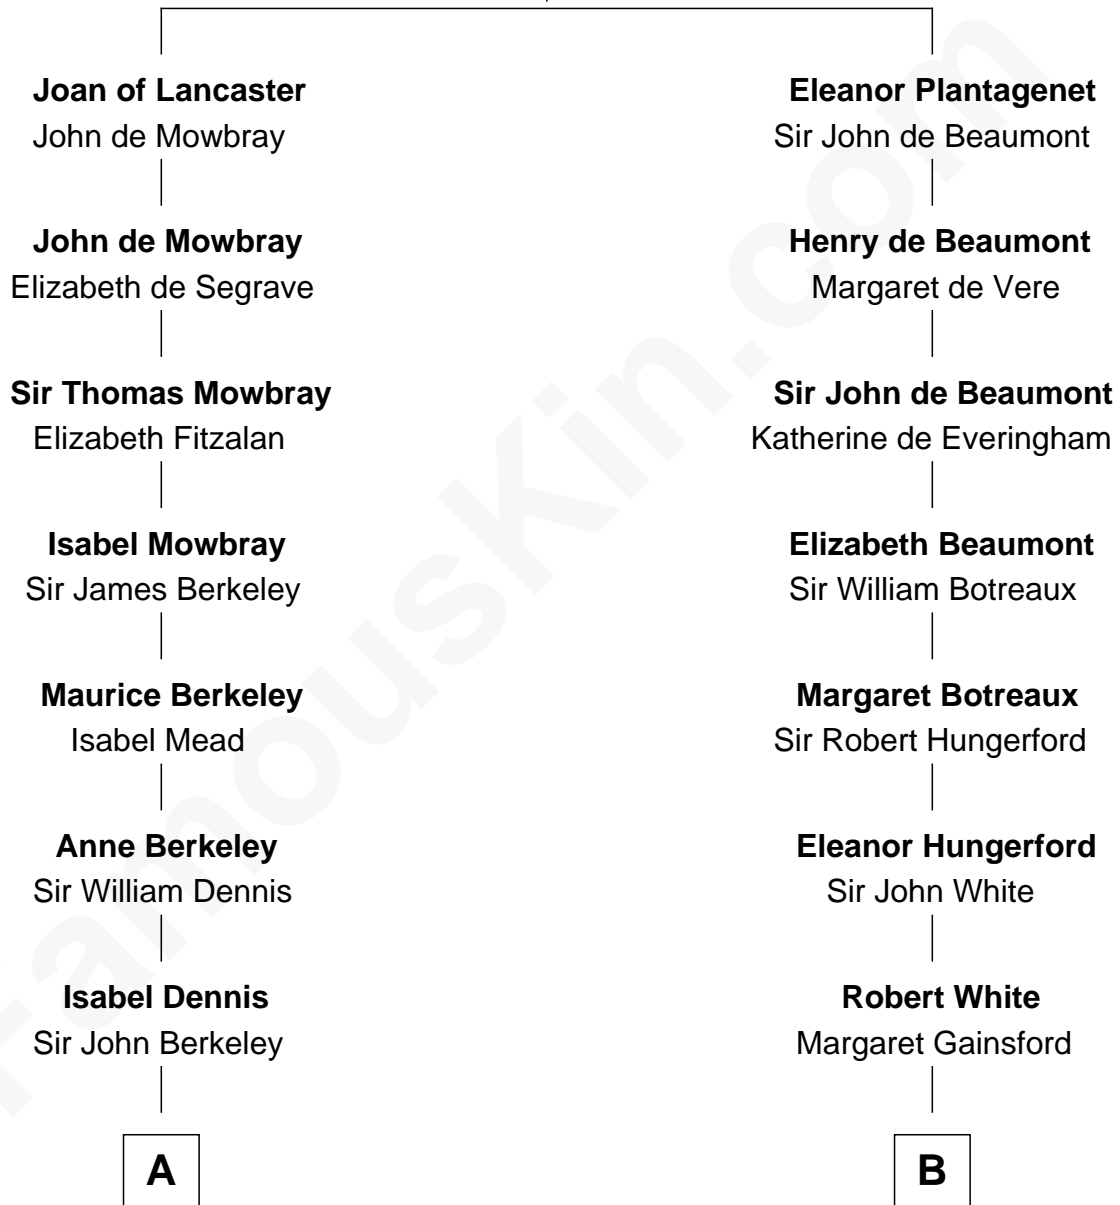 Joan of Lancaster
John de Mowbray
John de Mowbray
Elizabeth de Segrave
Sir Thomas Mowbray
Elizabeth Fitzalan
Isabel Mowbray
Sir James Berkeley
Maurice Berkeley
Isabel Mead
Anne Berkeley
Sir William Dennis
Isabel Dennis
Sir John Berkeley
A
Eleanor Plantagenet
Sir John de Beaumont
Henry de Beaumont
Margaret de Vere
Sir John de Beaumont
Katherine de Everingham
Elizabeth Beaumont
Sir William Botreaux
Margaret Botreaux
Sir Robert Hungerford
Eleanor Hungerford
Sir John White
Robert White
Margaret Gainsford
B
FamousKin.com